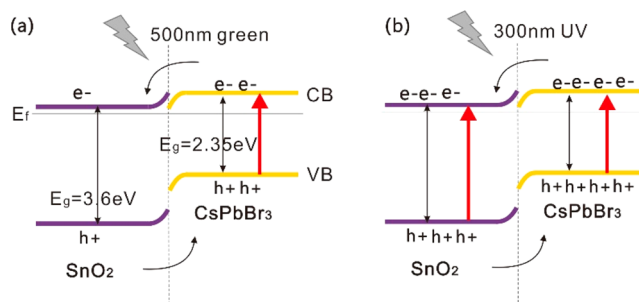 (a)
500nm green
e-
e- e-
CB
Ef
Eg=2.35eV
Eg=3.6eV
VB
h+h+
h+
CsPbBr3
SnO2
(b)
300nm UV
e-e- e-
e-e-e- e-
h+h+h+h+
CsPbBr3
h+h+h+
SnO2